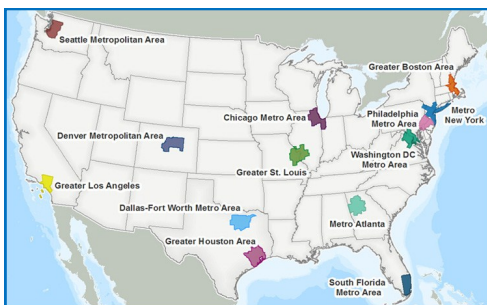 Seattle Metropolitan Area
Greater Boston Area
Chicago Metro Area
Philadelphia
Metro Area
Metro
New York
Denver Metropolitan Area
Washington DC
Metro Area
Greater St. Louis
Greater Los Angeles
Dallas-Fort Worth Metro Area
Metro Atlanta
Greater Houston Area
South Florida
Metro Area